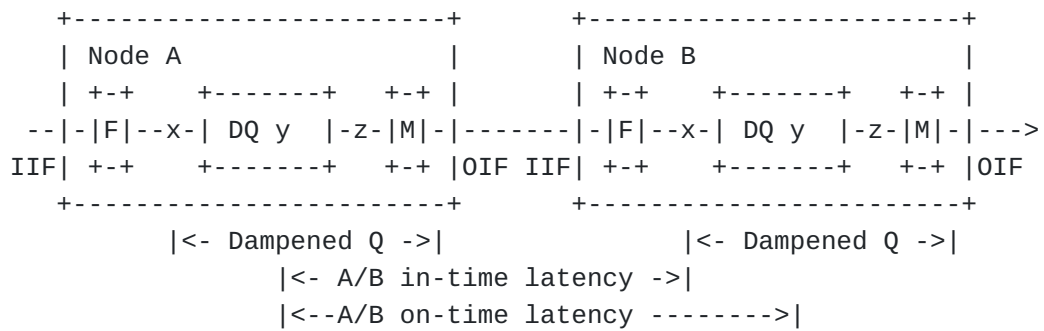 +------------------------+       +------------------------+
   | Node A                 |       | Node B                 |
   | +-+    +-------+   +-+ |       | +-+    +-------+   +-+ |
 --|-|F|--x-| DQ y  |-z-|M|-|-------|-|F|--x-| DQ y  |-z-|M|-|--->
IIF| +-+    +-------+   +-+ |OIF IIF| +-+    +-------+   +-+ |OIF
   +------------------------+       +------------------------+
          |<- Dampened Q ->|               |<- Dampened Q ->|
                 |<- A/B in-time latency ->|
                 |<--A/B on-time latency -------->|